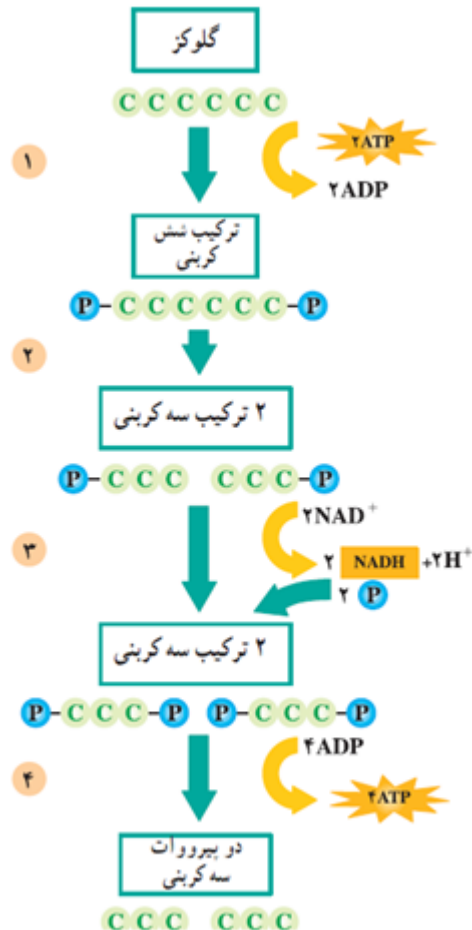 گلوکز
C C C C C C
۱
۲ATP
۲ADP
ترکیب شش
کربنی
P-C C C C C C-P
۲
۲ ترکیب سه کربنی
P-C C C   C C C-P
۲NAD+
۳
۲ NADH +۲H+
۲ P
۲ ترکیب سه کربنی
P-C C C-P   P-C C C-P
۴ADP
۴
۴ATP
دو پیرووات
سه کربنی
C C C   C C C